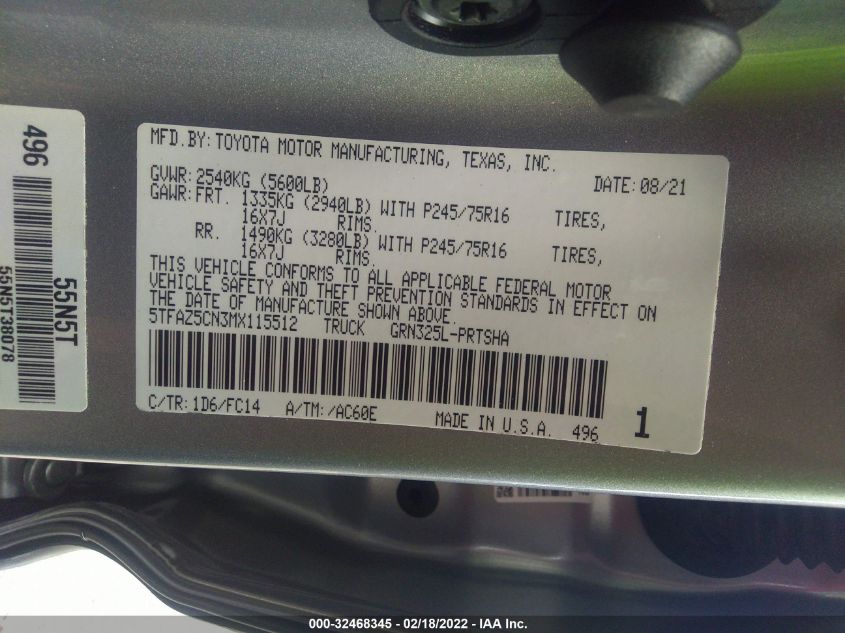 496
55N5T
55N5T38078
MFD.BY:TOYOTA MOTOR MANUFACTURING, TEXAS, INC.
GVWR:2540KG (5600LB) DATE:08/21
GAWR:FRT. 1335KG (2940LB) WITH P245/75R16 TIRES,
16X7J RIMS.
RR. 1490KG (3280LB) WITH P245/75R16 TIRES,
16X7J RIMS.
THIS VEHICLE CONFORMS TO ALL APPLICABLE FEDERAL MOTOR
VEHICLE SAFETY AND THEFT PREVENTION STANDARDS IN EFFECT ON
THE DATE OF MANUFACTURE SHOWN ABOVE.
5TFAZ5CN3MX115512 TRUCK GRN325L-PRTSHA
C/TR:1D6/FC14 A/TM:/AC60E MADE IN U.S.A. 496 1
000-32468345 - 02/18/2022 - IAA Inc.